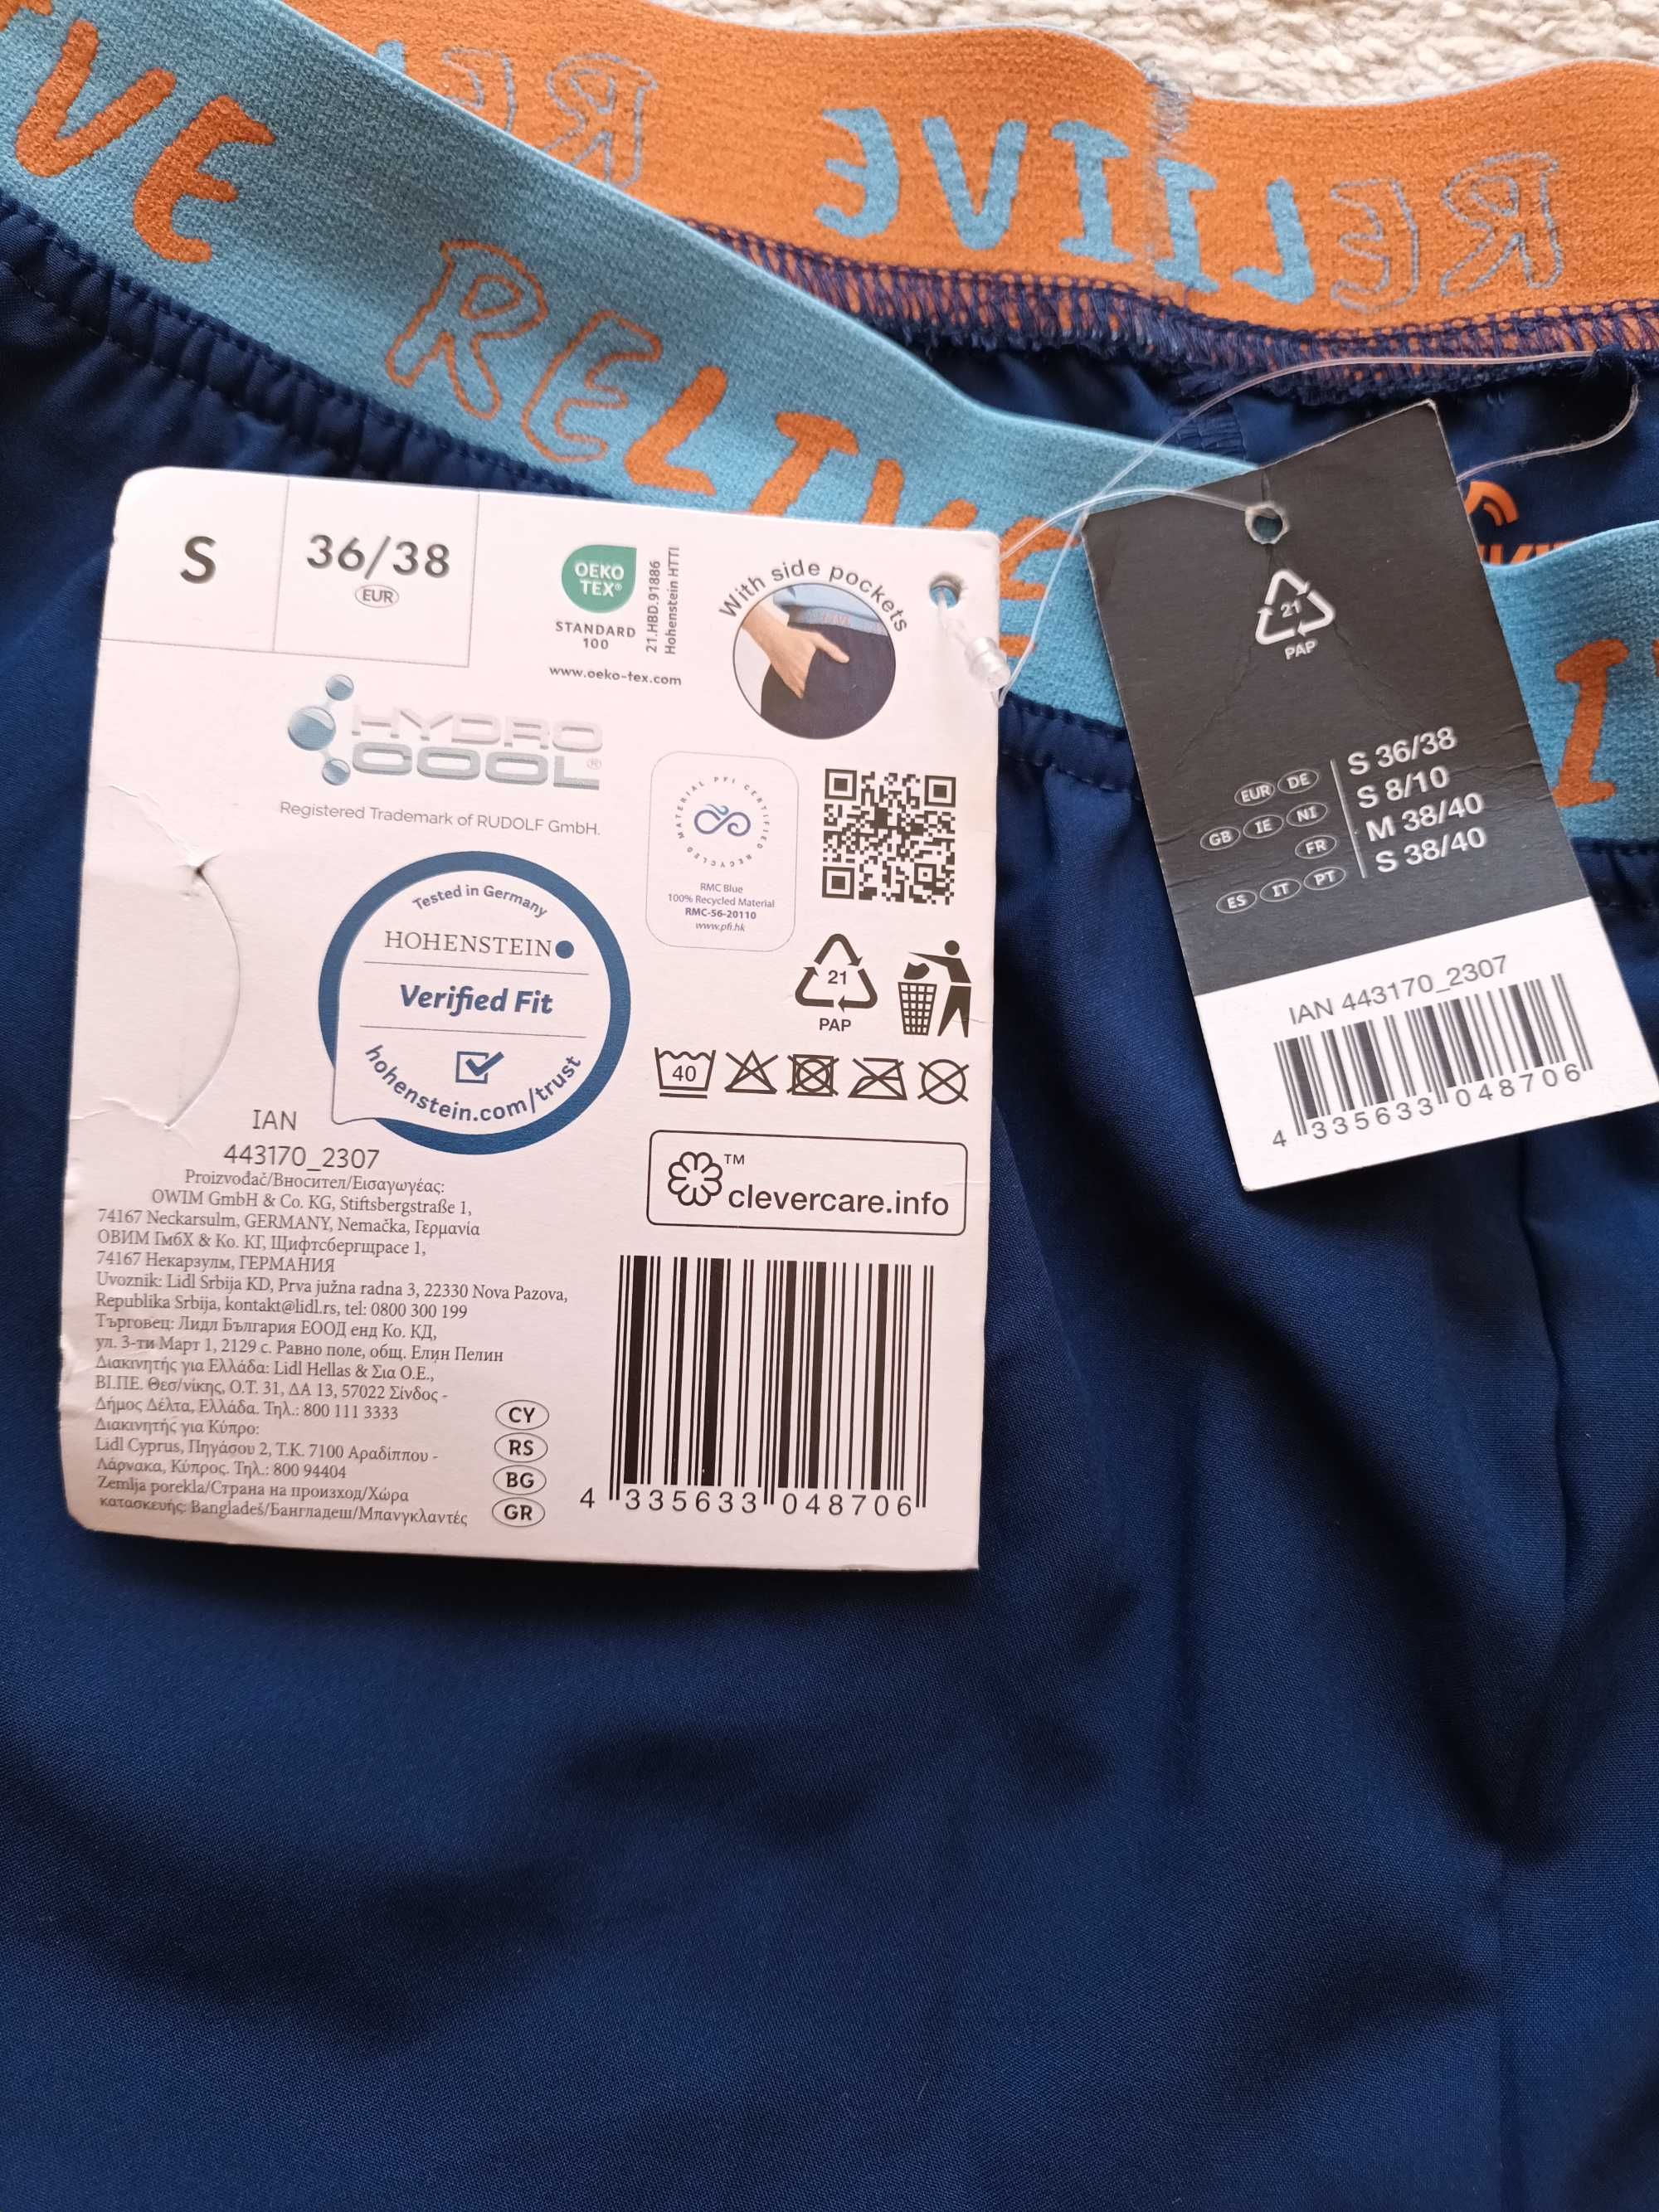 VE
RELIVE
RELIVE
S
36/38
EUR
OEKO
TEX®
STANDARD
100
21.HBD.91886
Hohenstein HTTI
www.oeko-tex.com
With side pockets
HYDRO
COOL®
Registered Trademark of RUDOLF GmbH.
Tested in Germany
HOHENSTEIN
Verified Fit
hohenstein.com/trust
PFI CERTIFIED RECYCLED MATERIAL
RMC Blue
100% Recycled Material
RMC-56-20110
www.pfi.hk
21
PAP
40
™
clevercare.info
IAN
443170_2307
Proizvođač/Вносител/Εισαγωγέας:
OWIM GmbH & Co. KG, Stiftsbergstraße 1,
74167 Neckarsulm, GERMANY, Nemačka, Γερμανία
ОВИМ ГмбХ & Ко. КГ, Щифтсбергщрасе 1,
74167 Некарзулм, ГЕРМАНИЯ
Uvoznik: Lidl Srbija KD, Prva južna radna 3, 22330 Nova Pazova,
Republika Srbija, kontakt@lidl.rs, tel: 0800 300 199
Търговец: Лидл България ЕООД енд Ко. КД,
ул. 3-ти Март 1, 2129 с. Равно поле, общ. Елин Пелин
Διακινητής για Ελλάδα: Lidl Hellas & Σια Ο.Ε.,
ΒΙ.ΠΕ. Θεσ/νίκης, Ο.Τ. 31, ΔΑ 13, 57022 Σίνδος -
Δήμος Δέλτα, Ελλάδα. Τηλ.: 800 111 3333
Διακινητής για Κύπρο:
Lidl Cyprus, Πηγάσου 2, Τ.Κ. 7100 Αραδίππου -
Λάρνακα, Κύπρος. Τηλ.: 800 94404
Zemlja porekla/Страна на произход/Χώρα
κατασκευής: Bangladeš/Бангладеш/Μπανγκλαντές
CY
RS
BG
GR
4 335633 048706
21
PAP
EUR DE S 36/38
GB IE NI S 8/10
FR M 38/40
ES IT PT S 38/40
IAN 443170_2307
4 335633 048706